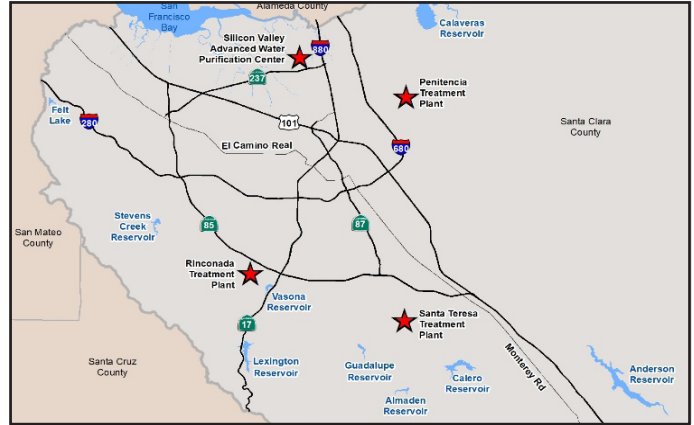 Alameda County
San
Francisco
Bay
Calaveras
Reservoir
Silicon Valley
Advanced Water
Purification Center
880
237
Penitencia
Treatment
Plant
Felt
Lake
280
101
Santa Clara
County
El Camino Real
680
Stevens
Creek
Reservoir
85
87
San Mateo
County
Rinconada
Treatment
Plant
Vasona
Reservoir
17
Santa Teresa
Treatment
Plant
Santa Cruz
County
Lexington
Reservoir
Guadalupe
Reservoir
Calero
Reservoir
Monterey Rd
Anderson
Reservoir
Almaden
Reservoir